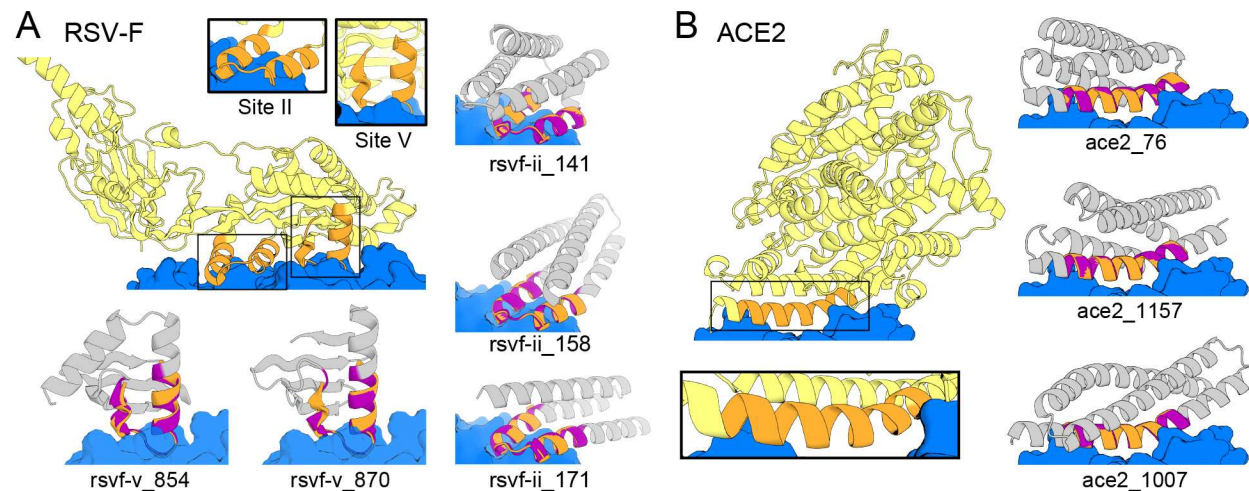 A RSV-F
Site II
Site V
rsvf-ii_141
rsvf-ii_158
rsvf-v_854
rsvf-v_870
rsvf-ii_171
B ACE2
ace2_76
ace2_1157
ace2_1007